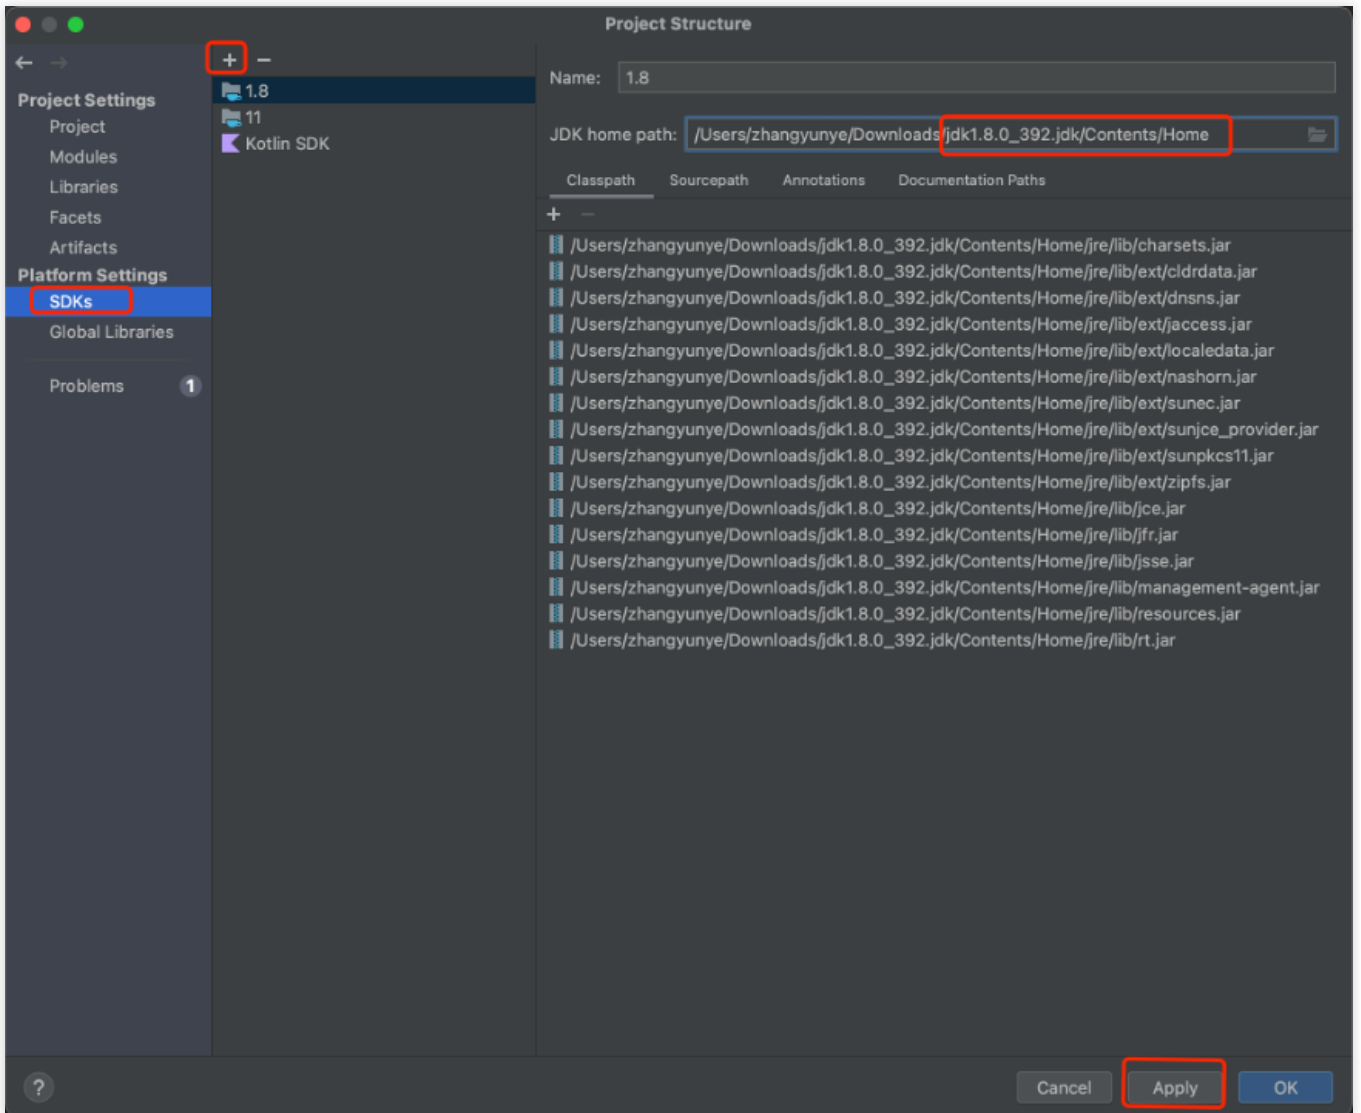 Project Structure
Project Settings
Project
Modules
Libraries
Facets
Artifacts
Platform Settings
SDKs
Global Libraries
Problems 1
1.8
11
Kotlin SDK
Name: 1.8
JDK home path: /Users/zhangyunye/Downloads/jdk1.8.0_392.jdk/Contents/Home
Classpath Sourcepath Annotations Documentation Paths
/Users/zhangyunye/Downloads/jdk1.8.0_392.jdk/Contents/Home/jre/lib/charsets.jar
/Users/zhangyunye/Downloads/jdk1.8.0_392.jdk/Contents/Home/jre/lib/ext/cldrdata.jar
/Users/zhangyunye/Downloads/jdk1.8.0_392.jdk/Contents/Home/jre/lib/ext/dnsns.jar
/Users/zhangyunye/Downloads/jdk1.8.0_392.jdk/Contents/Home/jre/lib/ext/jaccess.jar
/Users/zhangyunye/Downloads/jdk1.8.0_392.jdk/Contents/Home/jre/lib/ext/localedata.jar
/Users/zhangyunye/Downloads/jdk1.8.0_392.jdk/Contents/Home/jre/lib/ext/nashorn.jar
/Users/zhangyunye/Downloads/jdk1.8.0_392.jdk/Contents/Home/jre/lib/ext/sunec.jar
/Users/zhangyunye/Downloads/jdk1.8.0_392.jdk/Contents/Home/jre/lib/ext/sunjce_provider.jar
/Users/zhangyunye/Downloads/jdk1.8.0_392.jdk/Contents/Home/jre/lib/ext/sunpkcs11.jar
/Users/zhangyunye/Downloads/jdk1.8.0_392.jdk/Contents/Home/jre/lib/ext/zipfs.jar
/Users/zhangyunye/Downloads/jdk1.8.0_392.jdk/Contents/Home/jre/lib/jce.jar
/Users/zhangyunye/Downloads/jdk1.8.0_392.jdk/Contents/Home/jre/lib/jfr.jar
/Users/zhangyunye/Downloads/jdk1.8.0_392.jdk/Contents/Home/jre/lib/jsse.jar
/Users/zhangyunye/Downloads/jdk1.8.0_392.jdk/Contents/Home/jre/lib/management-agent.jar
/Users/zhangyunye/Downloads/jdk1.8.0_392.jdk/Contents/Home/jre/lib/resources.jar
/Users/zhangyunye/Downloads/jdk1.8.0_392.jdk/Contents/Home/jre/lib/rt.jar
? Cancel Apply OK